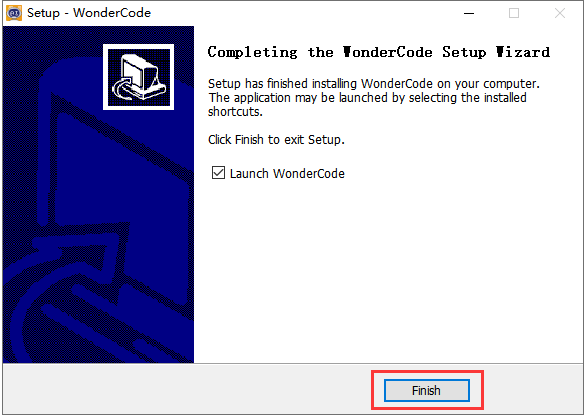 Setup - WonderCode
Completing the WonderCode Setup Wizard
Setup has finished installing WonderCode on your computer.
The application may be launched by selecting the installed
shortcuts.
Click Finish to exit Setup.
Launch WonderCode
Finish